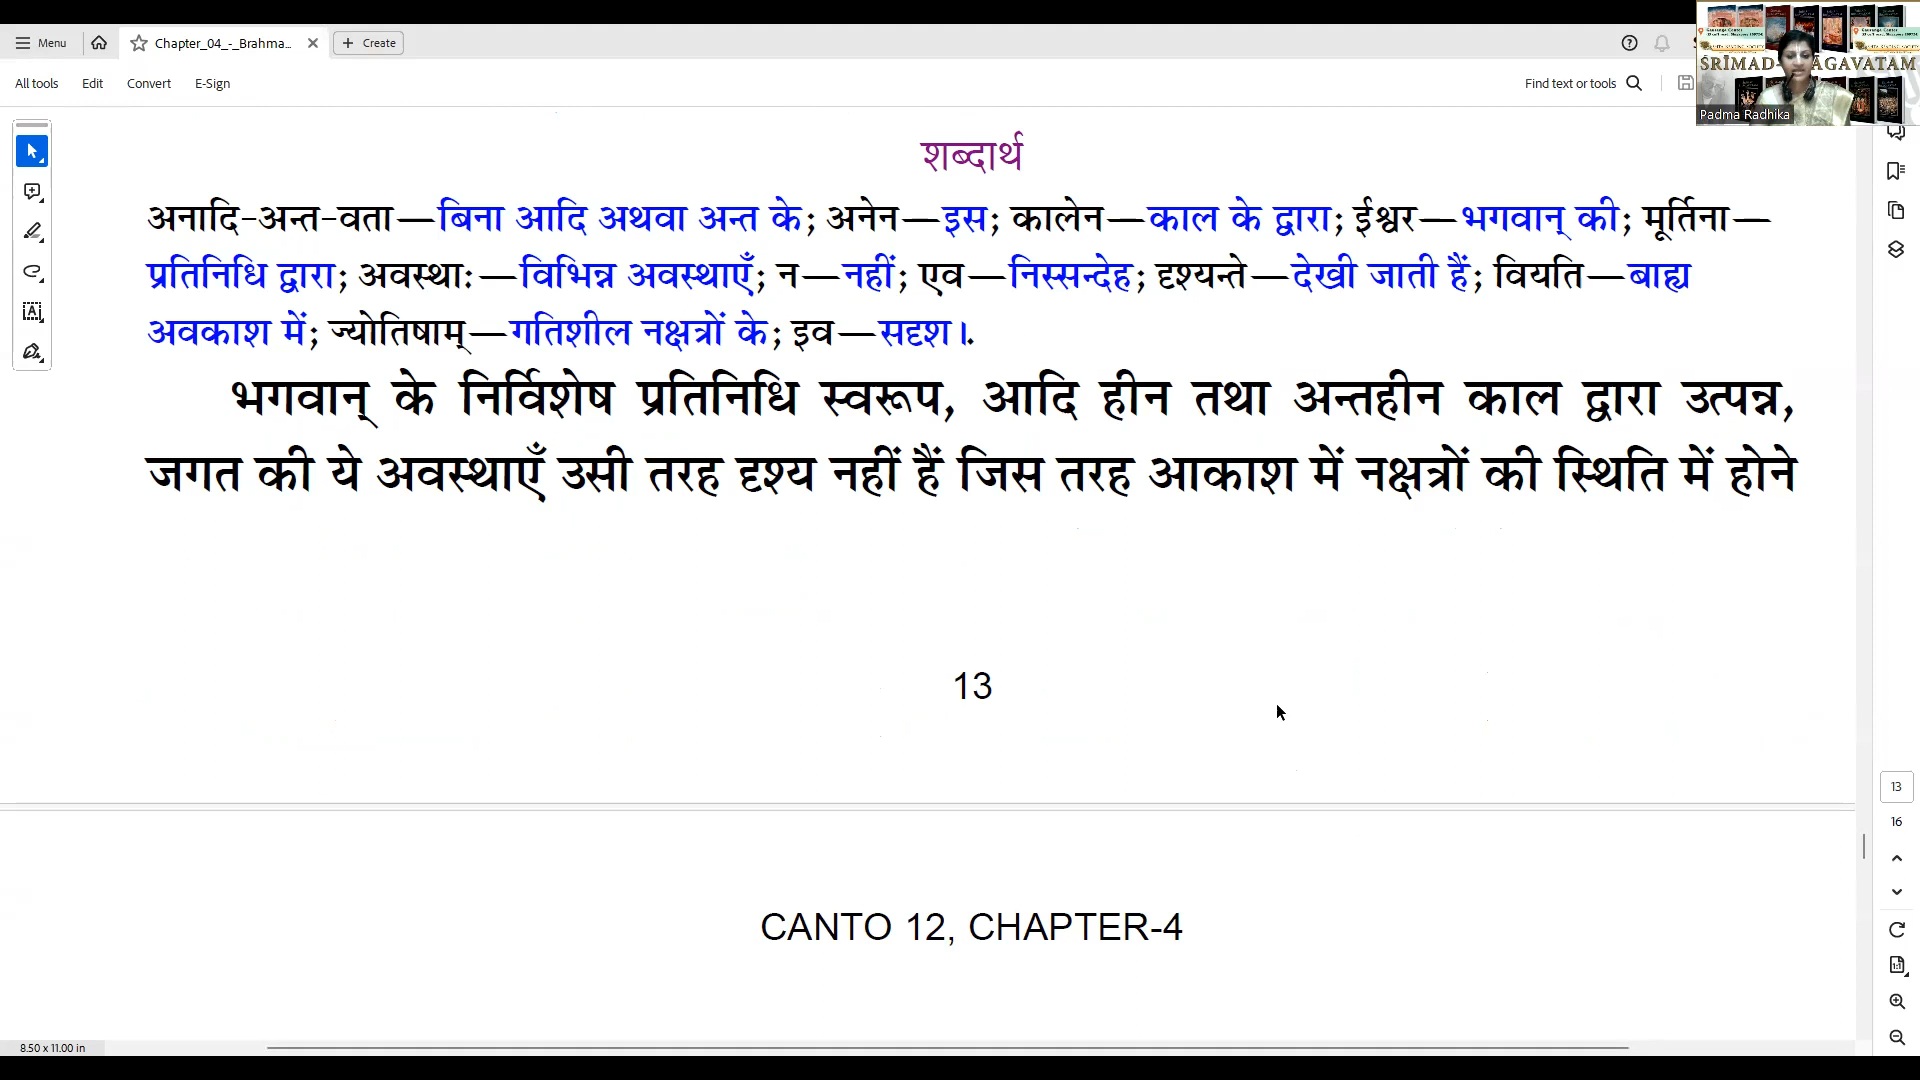 Menu
Chapter_04_-_Brahma...
Create
All tools
Edit
Convert
E-Sign
Find text or tools
ŚRĪMAD-
ĀGAVATAM
Padma Radhika
शब्दार्थ
अनादि-अन्त-वता—बिना आदि अथवा अन्त के; अनेन—इस; कालेन—काल के द्वारा; ईश्वर—भगवान् की; मूर्तिना—
प्रतिनिधि द्वारा; अवस्थाः—विभिन्न अवस्थाएँ; न—नहीं; एव—निस्सन्देह; दृश्यन्ते—देखी जाती हैं; वियति—बाह्य
अवकाश में; ज्योतिषाम्—गतिशील नक्षत्रों के; इव—सदृश।.
भगवान् के निर्विशेष प्रतिनिधि स्वरूप, आदि हीन तथा अन्तहीन काल द्वारा उत्पन्न,
जगत की ये अवस्थाएँ उसी तरह दृश्य नहीं हैं जिस तरह आकाश में नक्षत्रों की स्थिति में होने
13
13
16
CANTO 12, CHAPTER-4
8.50 x 11.00 in